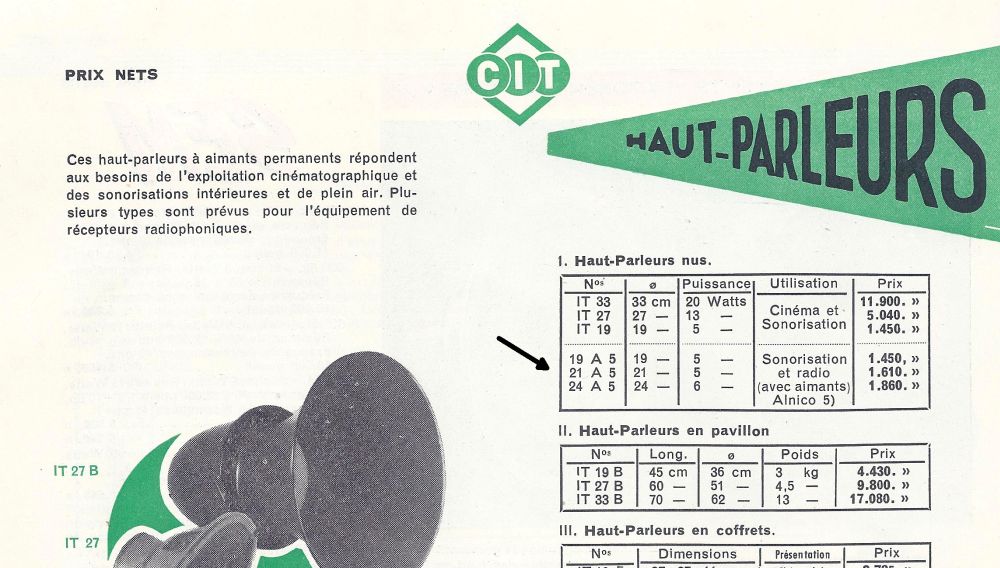 PRIX NETS
CIT
HAUT-PARLEURS
Ces haut-parleurs à aimants permanents répondent
aux besoins de l'exploitation cinématographique et
des sonorisations intérieures et de plein air. Plu-
sieurs types sont prévus pour l'équipement de
récepteurs radiophoniques.
I. Haut-Parleurs nus.
Nos ø Puissance Utilisation Prix
IT 33 33 cm 20 Watts 11.900. »
IT 27 27 — 13 — Cinéma et 5.040. »
IT 19 19 — 5 — Sonorisation 1.450. »
19 A 5 19 — 5 — Sonorisation 1.450, »
21 A 5 21 — 5 — et radio 1.610. »
24 A 5 24 — 6 — (avec aimants) 1.860. »
Alnico 5)
II. Haut-Parleurs en pavillon
Nos Long. ø Poids Prix
IT 19 B 45 cm 36 cm 3 kg 4.430. »
IT 27 B 60 — 51 — 4,5 — 9.800. »
IT 33 B 70 — 62 — 13 — 17.080. »
III. Haut-Parleurs en coffrets.
Nos Dimensions Présentation Prix
IT 27 B
IT 27